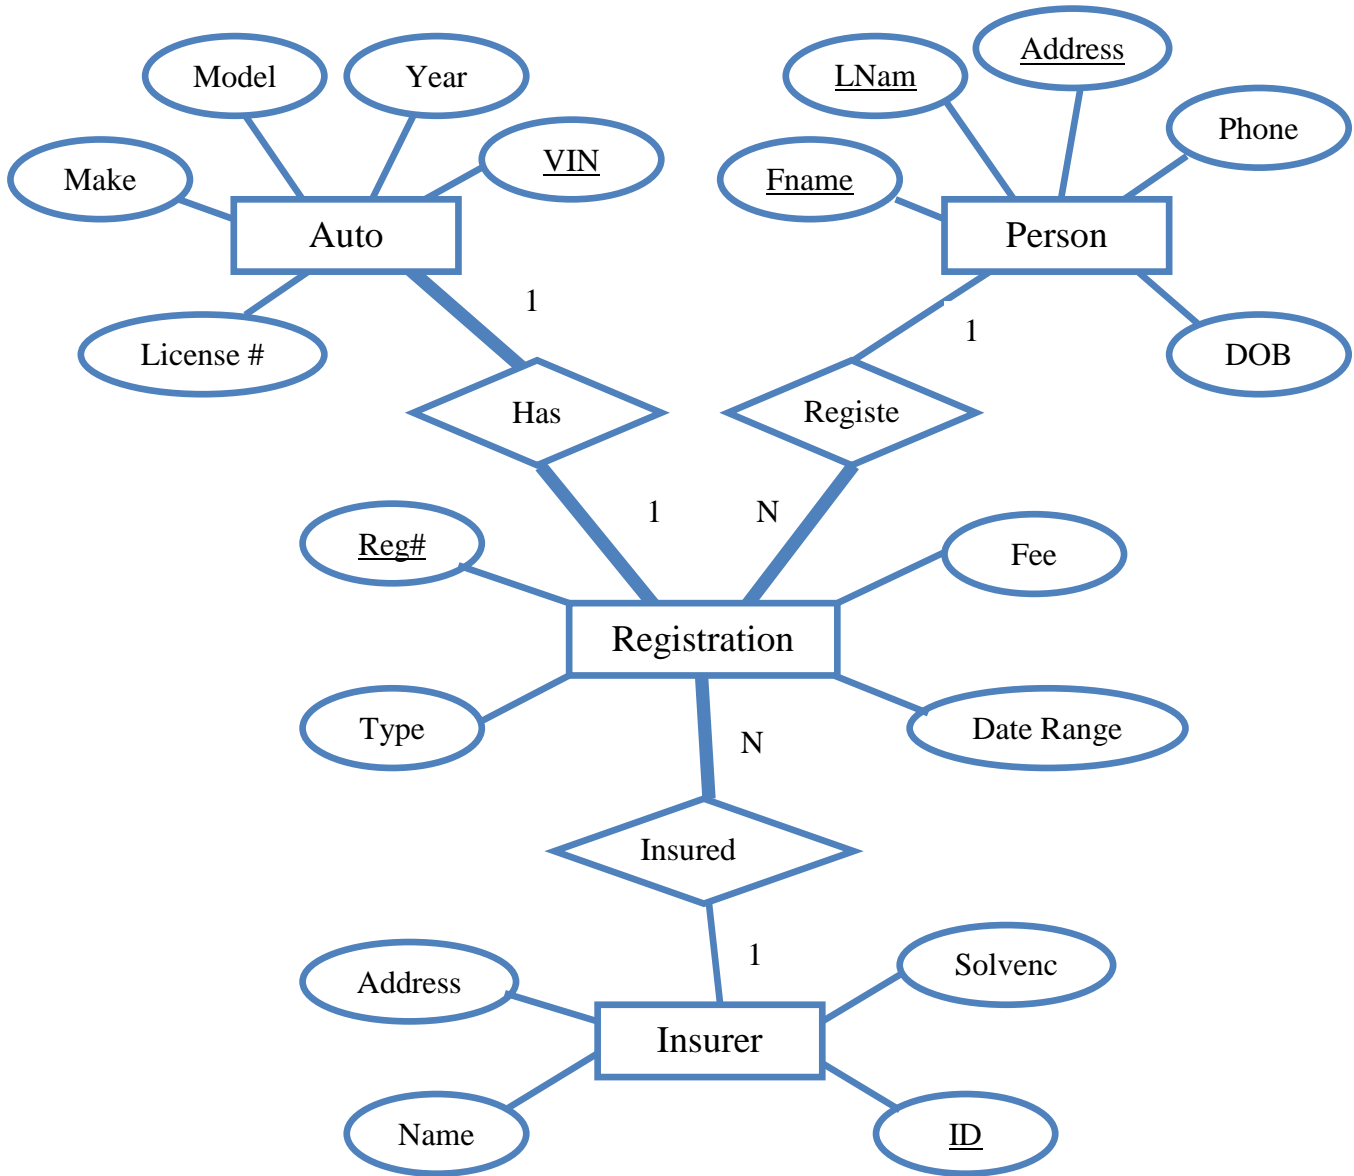 Model
Year
LNam
Address
Phone
Make
VIN
Fname
Auto
Person
1
1
License #
DOB
Has
Registe
1
N
Reg#
Fee
Registration
Type
Date Range
N
Insured
1
Address
Solvenc
Insurer
Name
ID